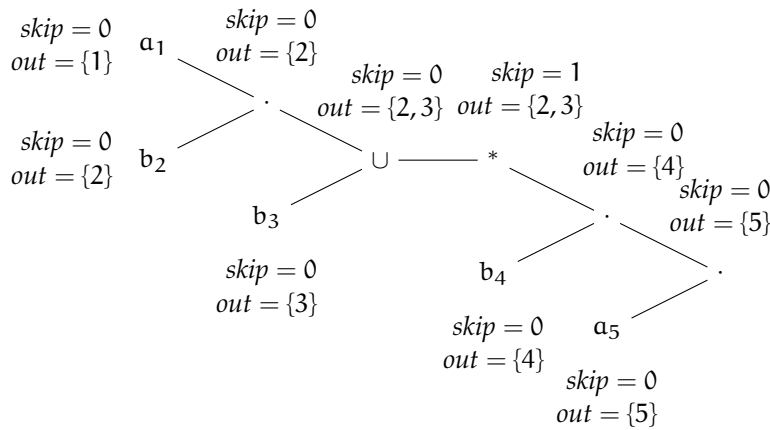 skip = 0
out = {1}
a₁
skip = 0
out = {2}
·
skip = 0
out = {2}
b₂
skip = 0
out = {2, 3}
∪
skip = 1
out = {2, 3}
*
b₃
skip = 0
out = {3}
skip = 0
out = {4}
·
b₄
skip = 0
out = {4}
skip = 0
out = {5}
·
a₅
skip = 0
out = {5}